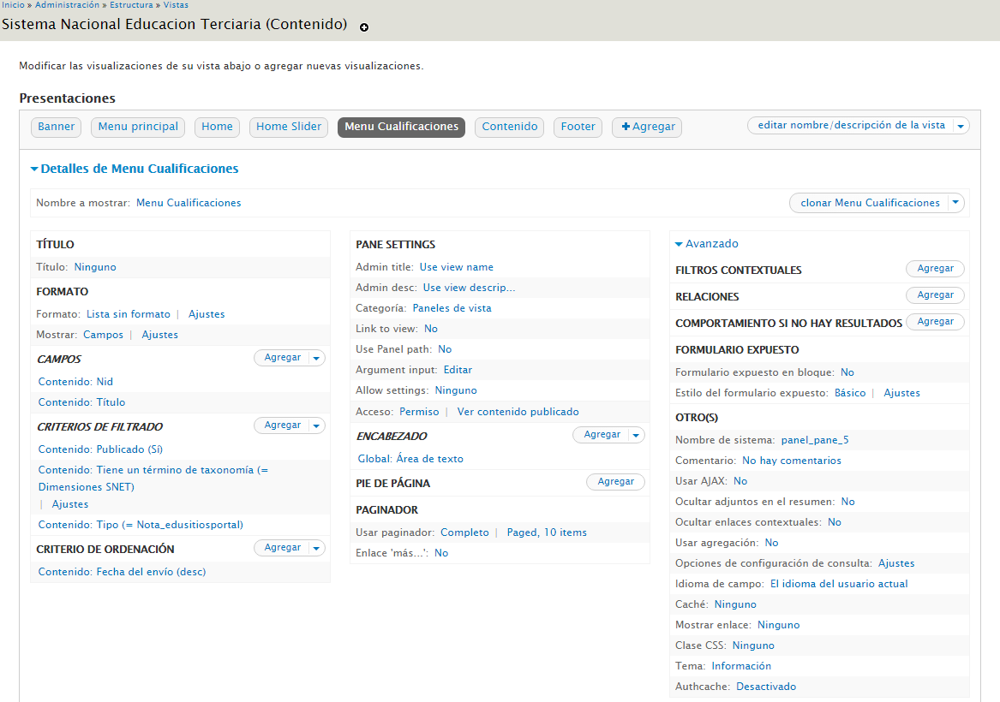 Inicio » Administración » Estructura » Vistas
Sistema Nacional Educacion Terciaria (Contenido)
Modificar las visualizaciones de su vista abajo o agregar nuevas visualizaciones.
Presentaciones
Banner Menu principal Home Home Slider Menu Cualificaciones Contenido Footer Agregar editar nombre/descripción de la vista
Detalles de Menu Cualificaciones
Nombre a mostrar: Menu Cualificaciones clonar Menu Cualificaciones
TÍTULO
Título: Ninguno
FORMATO
Formato: Lista sin formato | Ajustes
Mostrar: Campos | Ajustes
CAMPOS Agregar
Contenido: Nid
Contenido: Título
CRITERIOS DE FILTRADO Agregar
Contenido: Publicado (Sí)
Contenido: Tiene un término de taxonomía (=
Dimensiones SNET)
| Ajustes
Contenido: Tipo (= Nota_edusitiosportal)
CRITERIO DE ORDENACIÓN Agregar
Contenido: Fecha del envío (desc)
PANE SETTINGS
Admin title: Use view name
Admin desc: Use view descrip...
Categoría: Paneles de vista
Link to view: No
Use Panel path: No
Argument input: Editar
Allow settings: Ninguno
Acceso: Permiso | Ver contenido publicado
ENCABEZADO Agregar
Global: Área de texto
PIE DE PÁGINA Agregar
PAGINADOR
Usar paginador: Completo | Paged, 10 items
Enlace 'más...': No
Avanzado
FILTROS CONTEXTUALES Agregar
RELACIONES Agregar
COMPORTAMIENTO SI NO HAY RESULTADOS Agregar
FORMULARIO EXPUESTO
Formulario expuesto en bloque: No
Estilo del formulario expuesto: Básico | Ajustes
OTRO(S)
Nombre de sistema: panel_pane_5
Comentario: No hay comentarios
Usar AJAX: No
Ocultar adjuntos en el resumen: No
Ocultar enlaces contextuales: No
Usar agregación: No
Opciones de configuración de consulta: Ajustes
Idioma de campo: El idioma del usuario actual
Caché: Ninguno
Mostrar enlace: Ninguno
Clase CSS: Ninguno
Tema: Información
Authcache: Desactivado